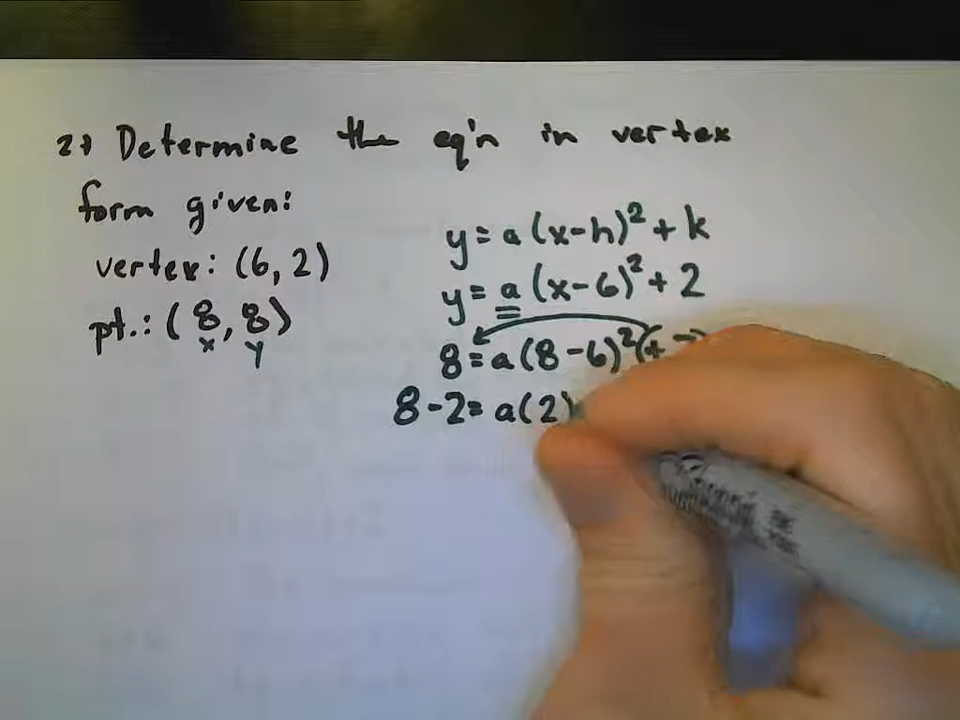 2) Determine the eq'n in vertex
form given:
vertex: (6, 2)
pt.: (8, 8)
x y
y = a(x-h)² + k
y = a(x-6)² + 2
8 = a(8-6)² (+
8-2 = a(2)